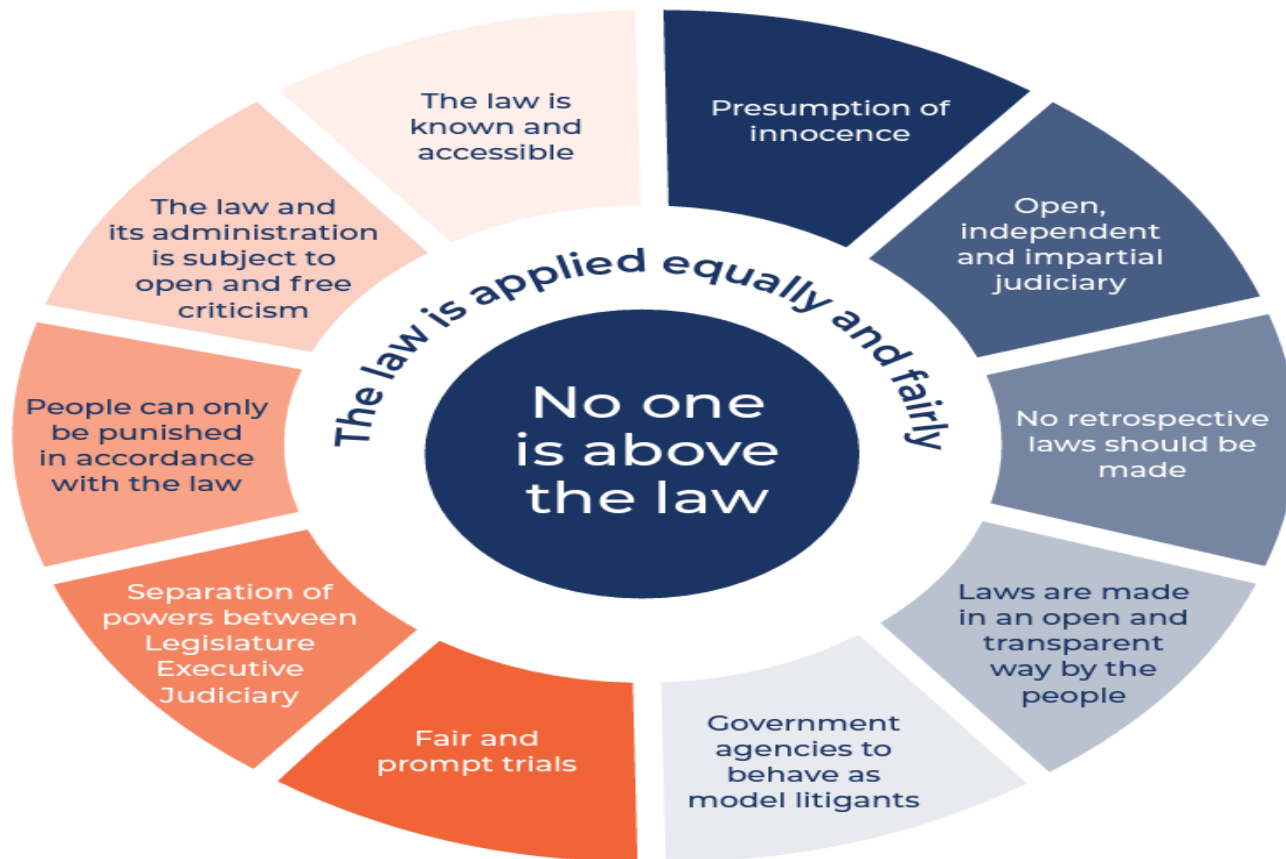 The law is
known and
accessible
Presumption of
innocence
Open,
independent
and impartial
judiciary
No retrospective
laws should be
made
Laws are made
in an open and
transparent
way by the
people
Government
agencies to
behave as
model litigants
Fair and
prompt trials
Separation of
powers between
Legislature
Executive
Judiciary
People can only
be punished
in accordance
with the law
The law and
its administration
is subject to
open and free
criticism
The law is applied equally and fairly
No one
is above
the law